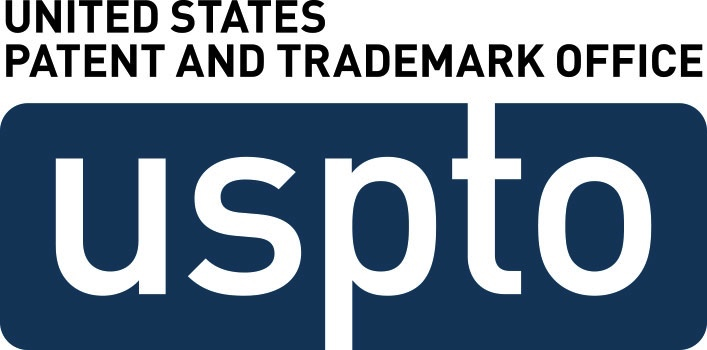 UNITED STATES
PATENT AND TRADEMARK OFFICE
uspto